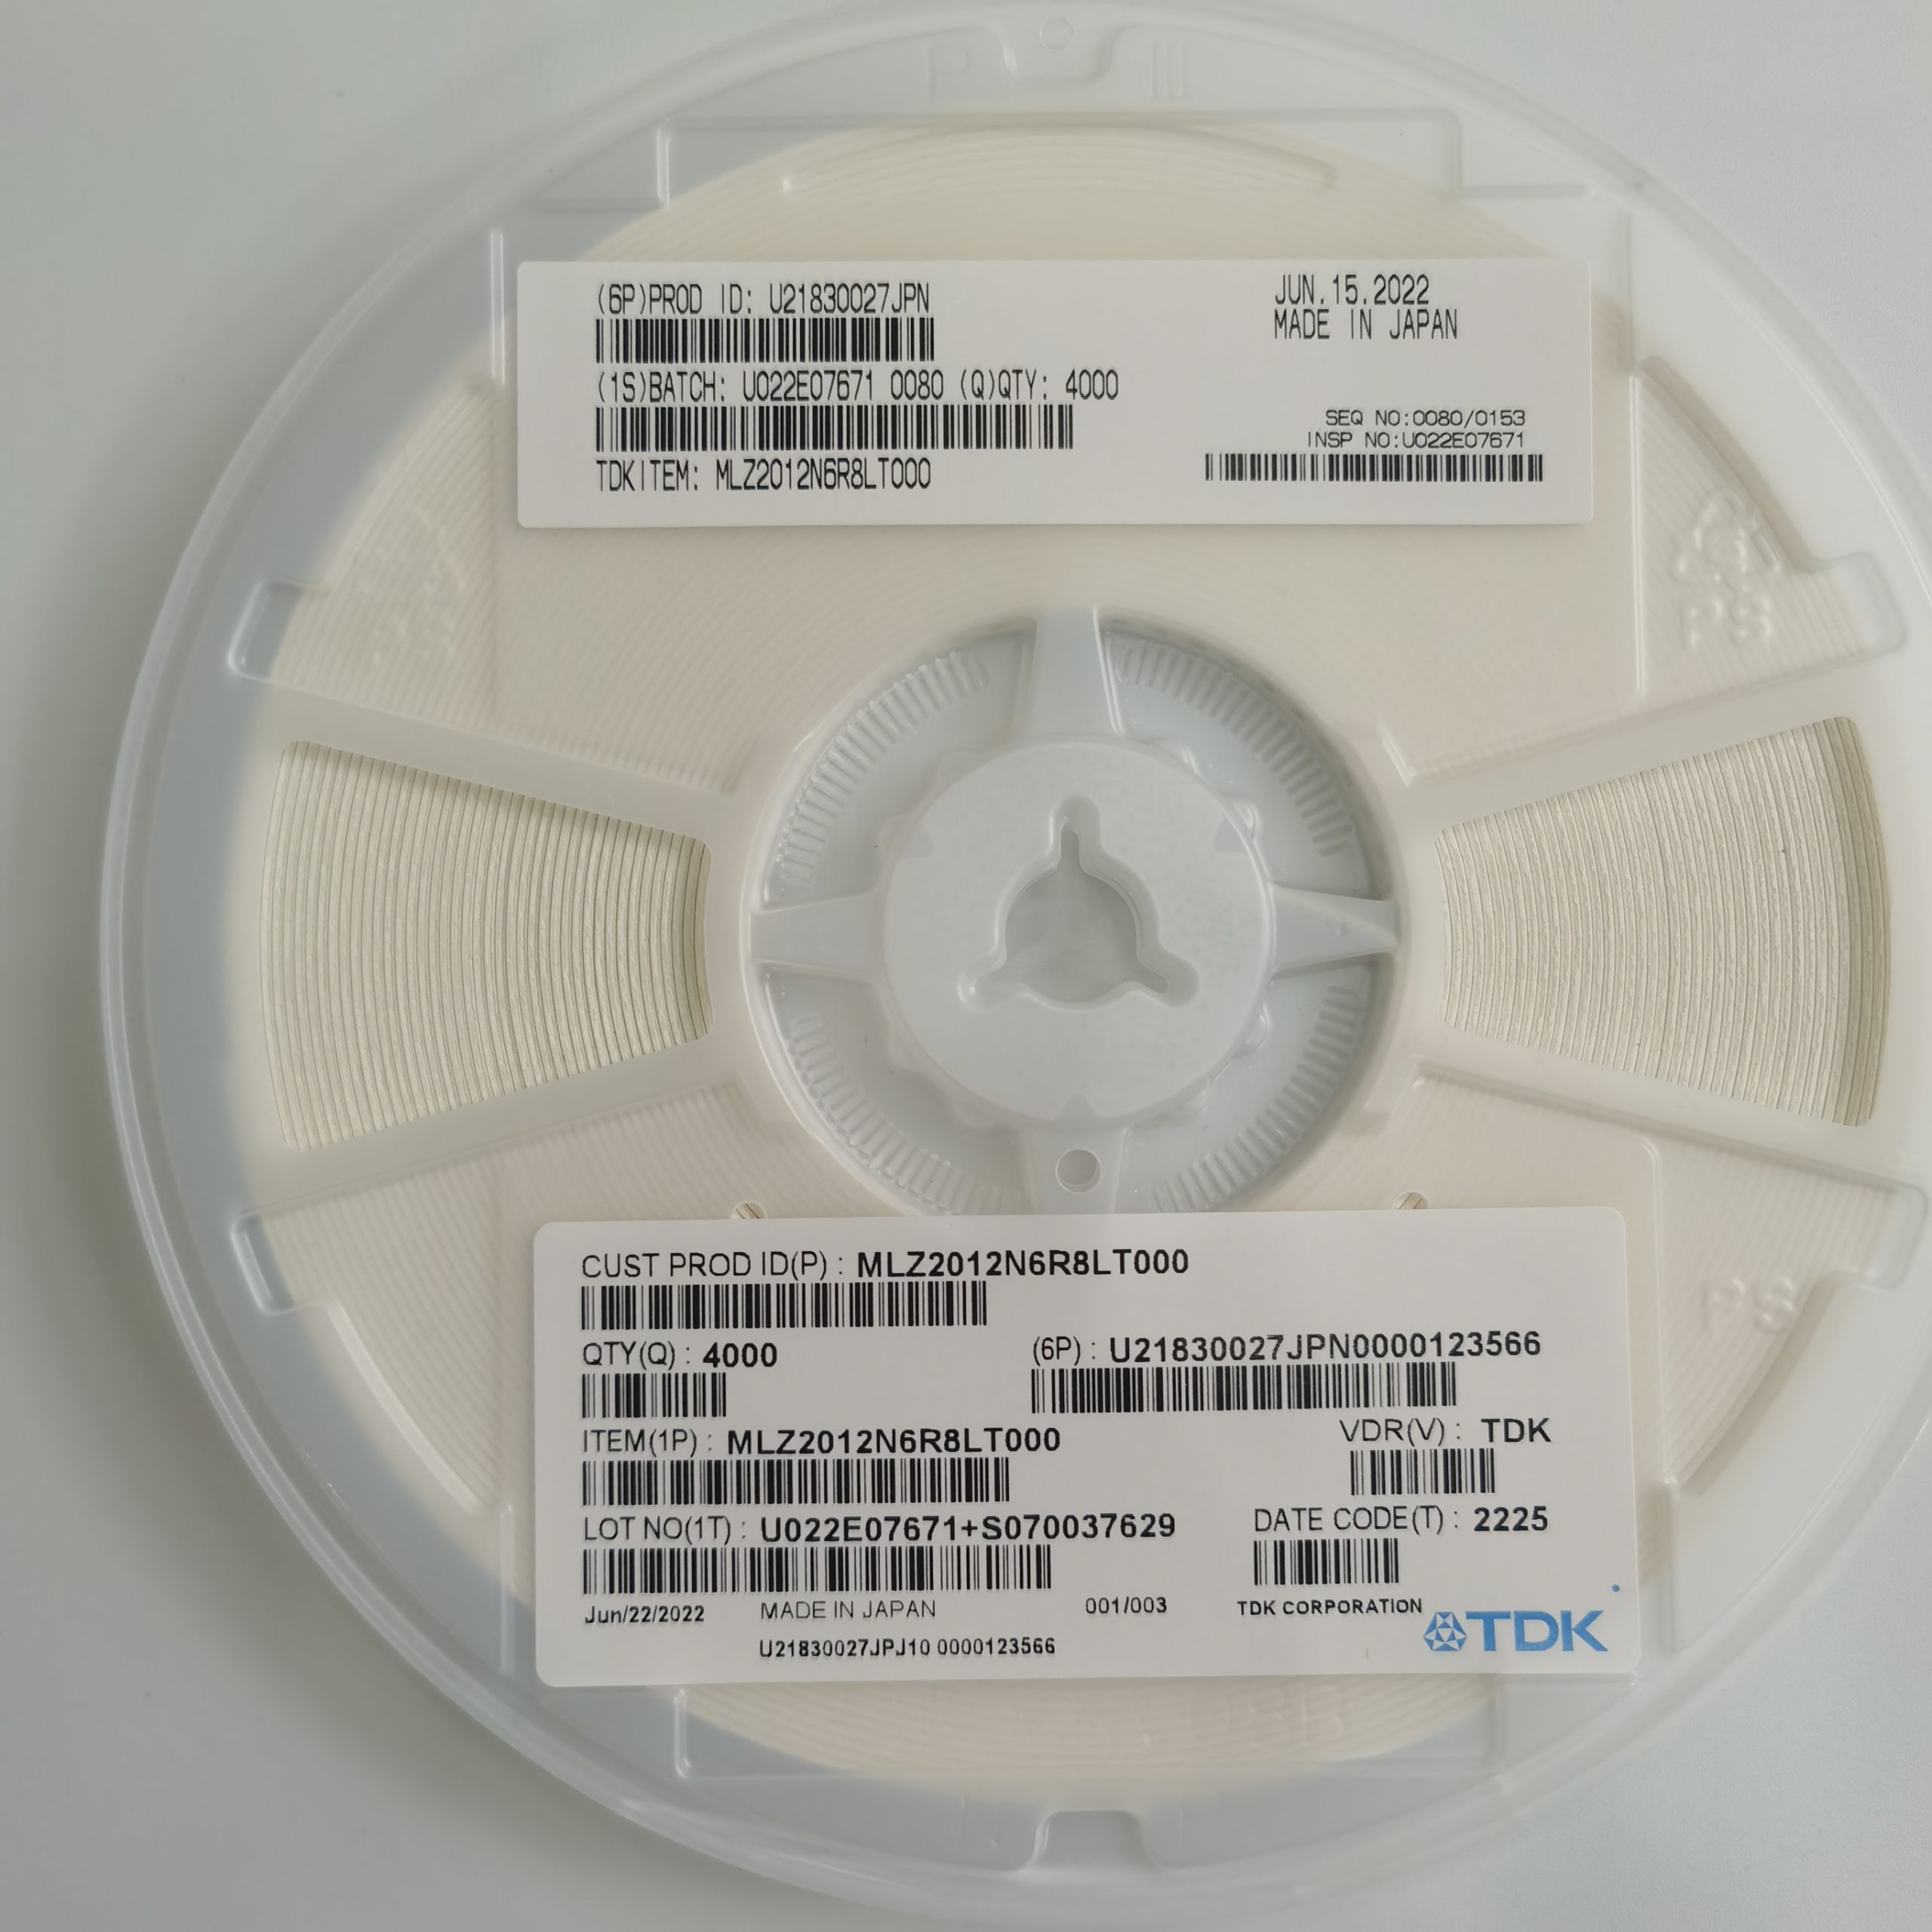 P III
(6P)PROD ID: U21830027JPN
JUN.15.2022
MADE IN JAPAN
(1S)BATCH: U022E07671 0080 (Q)QTY: 4000
SEQ NO:0080/0153
INSP NO:U022E07671
TDKITEM: MLZ2012N6R8LT000
PS
CUST PROD ID(P) : MLZ2012N6R8LT000
QTY(Q) : 4000
(6P) : U21830027JPN0000123566
PS
ITEM(1P) : MLZ2012N6R8LT000
VDR(V) : TDK
LOT NO(1T) : U022E07671+S070037629
DATE CODE(T) : 2225
Jun/22/2022
MADE IN JAPAN
001/003
TDK CORPORATION
TDK
U21830027JPJ10 0000123566